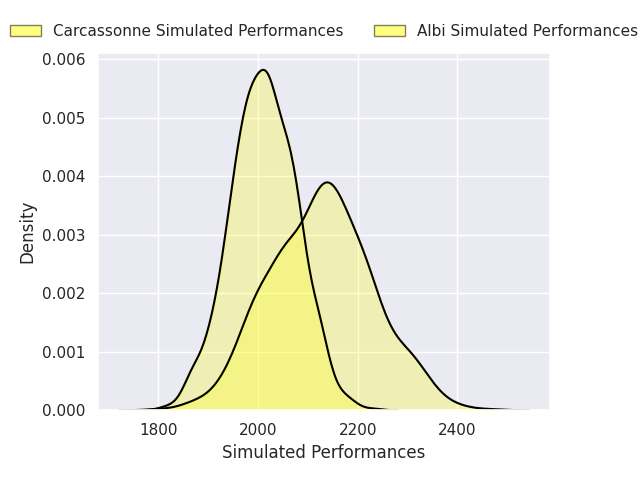 Carcassonne Simulated Performances Albi Simulated Performances
0.006
0.005
0.004
0.003
0.002
0.001
0.000
Density
1800 2000 2200 2400
Simulated Performances